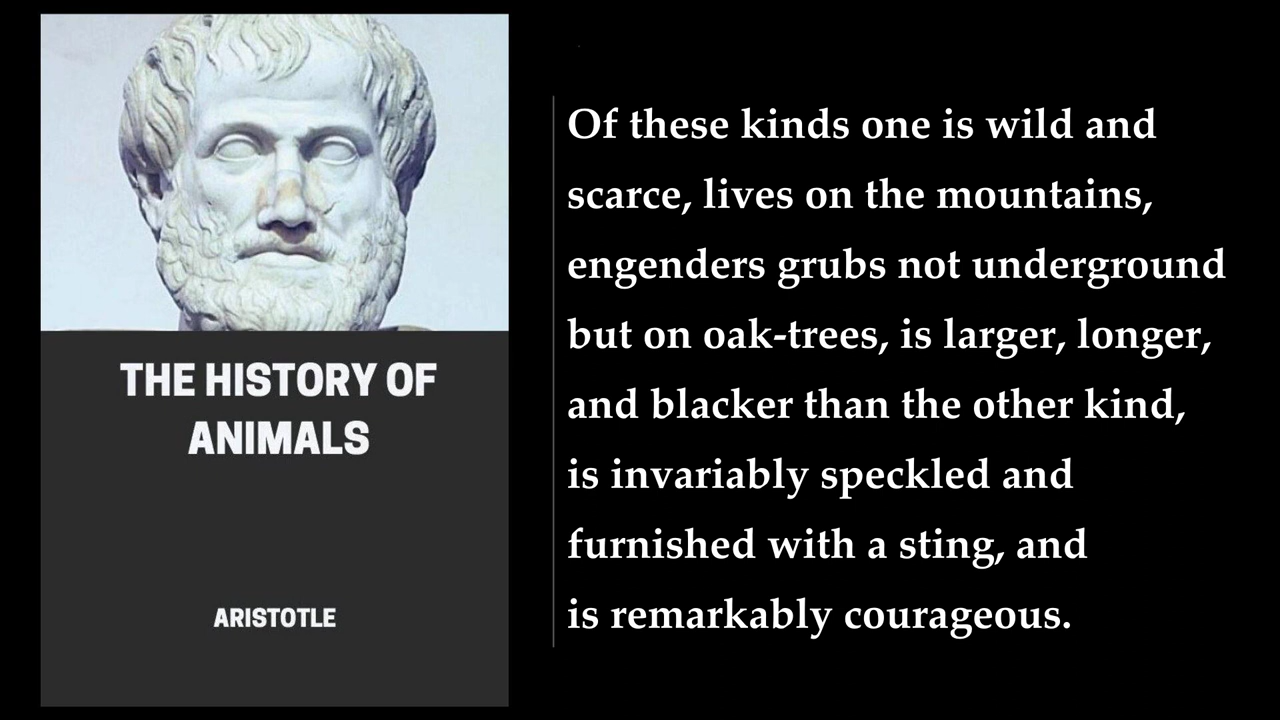 THE HISTORY OF
ANIMALS
ARISTOTLE
Of these kinds one is wild and
scarce, lives on the mountains,
engenders grubs not underground
but on oak-trees, is larger, longer,
and blacker than the other kind,
is invariably speckled and
furnished with a sting, and
is remarkably courageous.